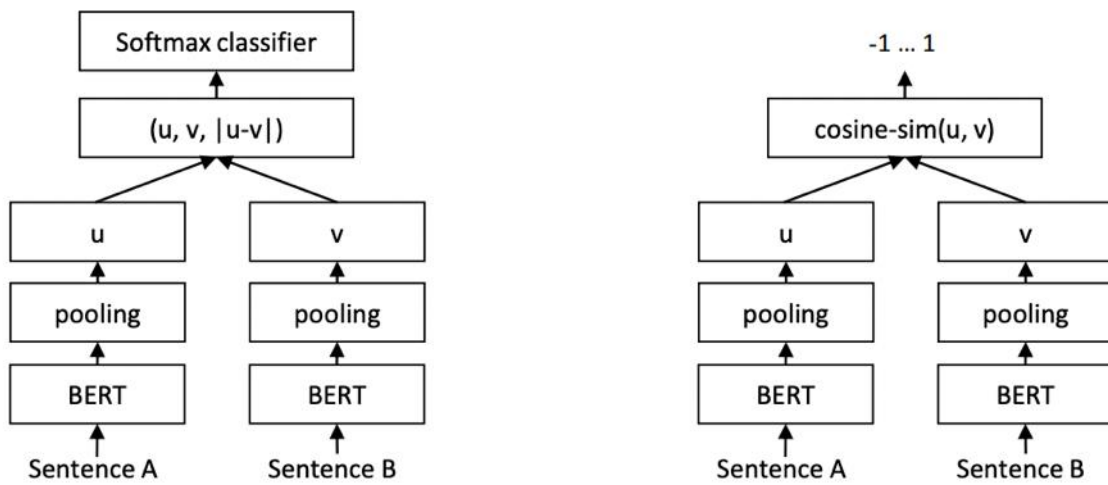 Softmax classifier
(u, v, |u-v|)
u
v
pooling
pooling
BERT
BERT
Sentence A
Sentence B
-1 … 1
cosine-sim(u, v)
u
v
pooling
pooling
BERT
BERT
Sentence A
Sentence B